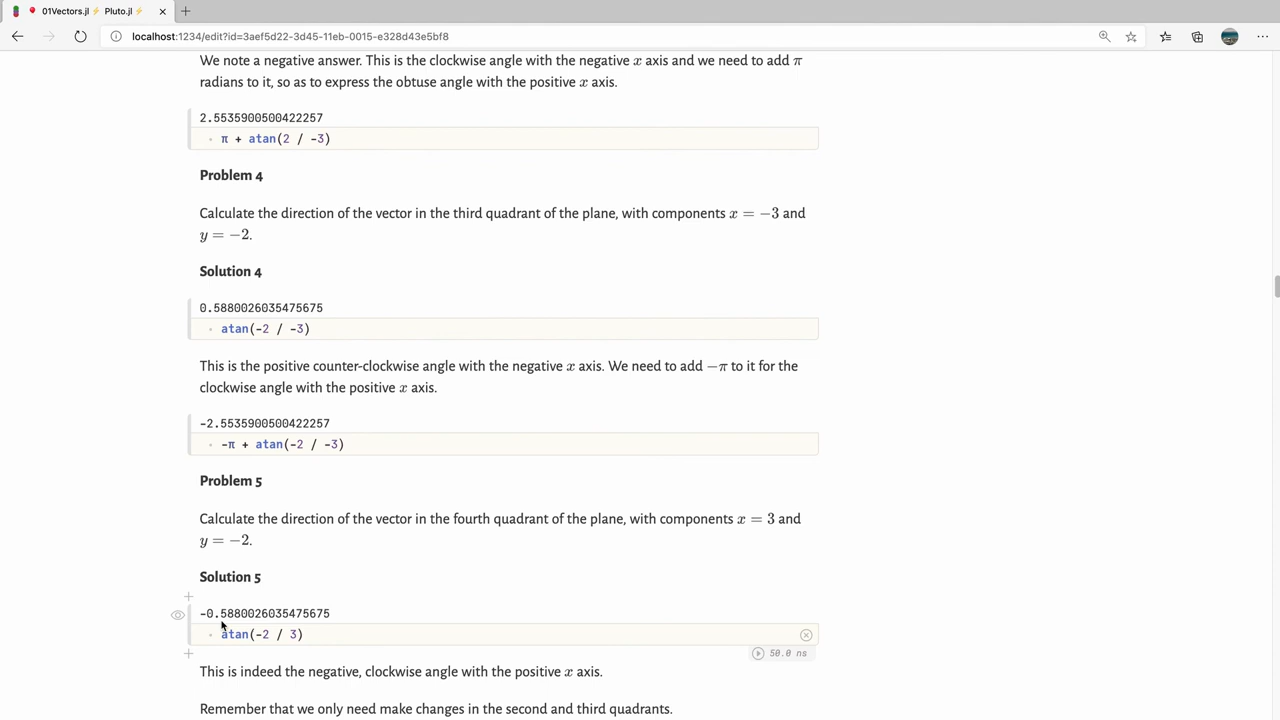 01Vectors.jl ⚡ Pluto.jl ⚡
localhost:1234/edit?id=3aef5d22-3d45-11eb-0015-e328d43e5bf8
We note a negative answer. This is the clockwise angle with the negative x axis and we need to add π
radians to it, so as to express the obtuse angle with the positive x axis.
2.5535900500422257
π + atan(2 / -3)
Problem 4
Calculate the direction of the vector in the third quadrant of the plane, with components x = −3 and
y = −2.
Solution 4
0.5880026035475675
atan(-2 / -3)
This is the positive counter-clockwise angle with the negative x axis. We need to add −π to it for the
clockwise angle with the positive x axis.
-2.5535900500422257
-π + atan(-2 / -3)
Problem 5
Calculate the direction of the vector in the fourth quadrant of the plane, with components x = 3 and
y = −2.
Solution 5
-0.5880026035475675
atan(-2 / 3)
50.0 ns
This is indeed the negative, clockwise angle with the positive x axis.
Remember that we only need make changes in the second and third quadrants.